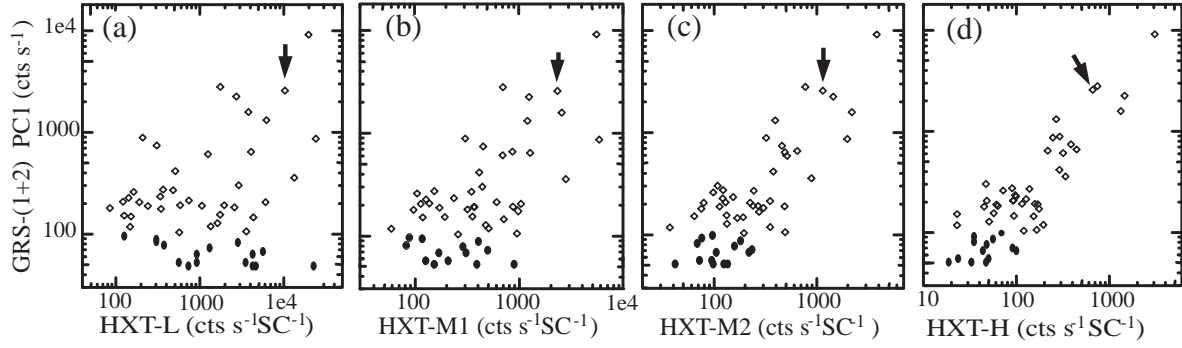 (a)
(b)
(c)
(d)
GRS-(1+2) PC1 (cts s⁻¹)
1e4
1000
100
100 1000 1e4
HXT-L (cts s⁻¹SC⁻¹)
100 1000 1e4
HXT-M1 (cts s⁻¹SC⁻¹)
100 1000
HXT-M2 (cts s⁻¹SC⁻¹)
10 100 1000
HXT-H (cts s⁻¹SC⁻¹)